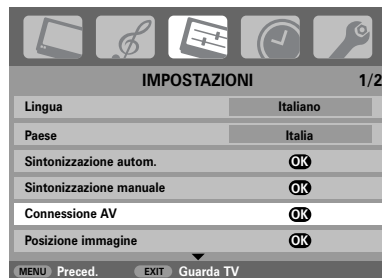 IMPOSTAZIONI 1/2
Lingua Italiano
Paese Italia
Sintonizzazione autom. OK
Sintonizzazione manuale OK
Connessione AV OK
Posizione immagine OK
MENU Preced. EXIT Guarda TV